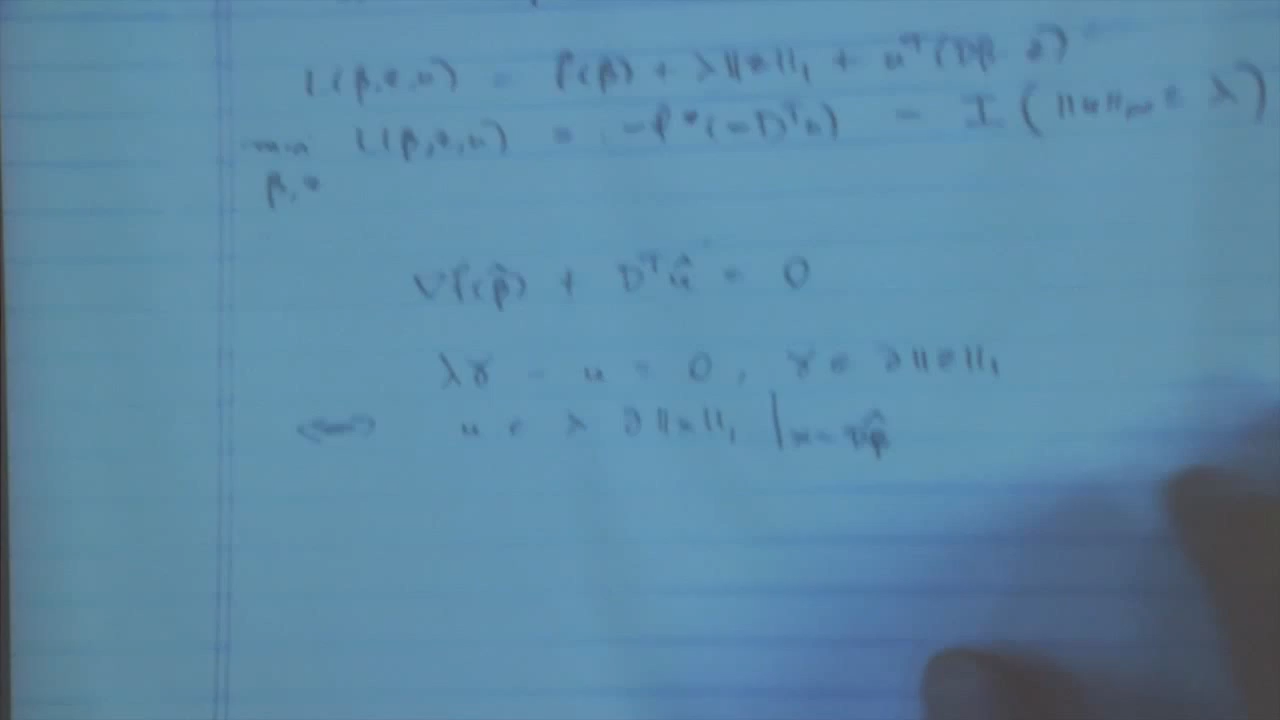 L(β,z,u) = f(β) + λ||z||₁ + uᵀ(Dβ - z)
min L(β,z,u) = -f*(-Dᵀu) - I(||u||∞ ≤ λ)
β,z
∇f(β̂) + Dᵀû = 0
λγ - u = 0, γ ∈ ∂||z||₁
⟺ u ∈ λ ∂||x||₁ |x=Dβ̂